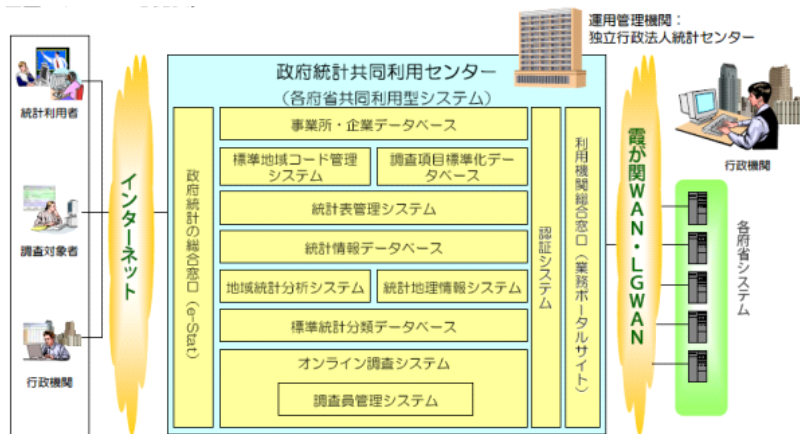 運用管理機関：
独立行政法人統計センター
政府統計共同利用センター
（各府省共同利用型システム）
統計利用者
調査対象者
行政機関
インターネット
政府統計の総合窓口（e-Stat）
事業所・企業データベース
標準地域コード管理
システム
調査項目標準化デー
タベース
統計表管理システム
統計情報データベース
地域統計分析システム
統計地理情報システム
標準統計分類データベース
オンライン調査システム
調査員管理システム
認証システム
利用機関総合窓口（業務ポータルサイト）
霞が関WAN・LGWAN
行政機関
各府省システム